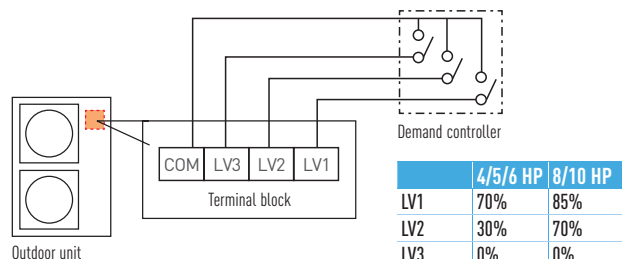 Demand controller
COM LV3 LV2 LV1
Terminal block
Outdoor unit
4/5/6 HP 8/10 HP
LV1 70% 85%
LV2 30% 70%
LV3 0% 0%